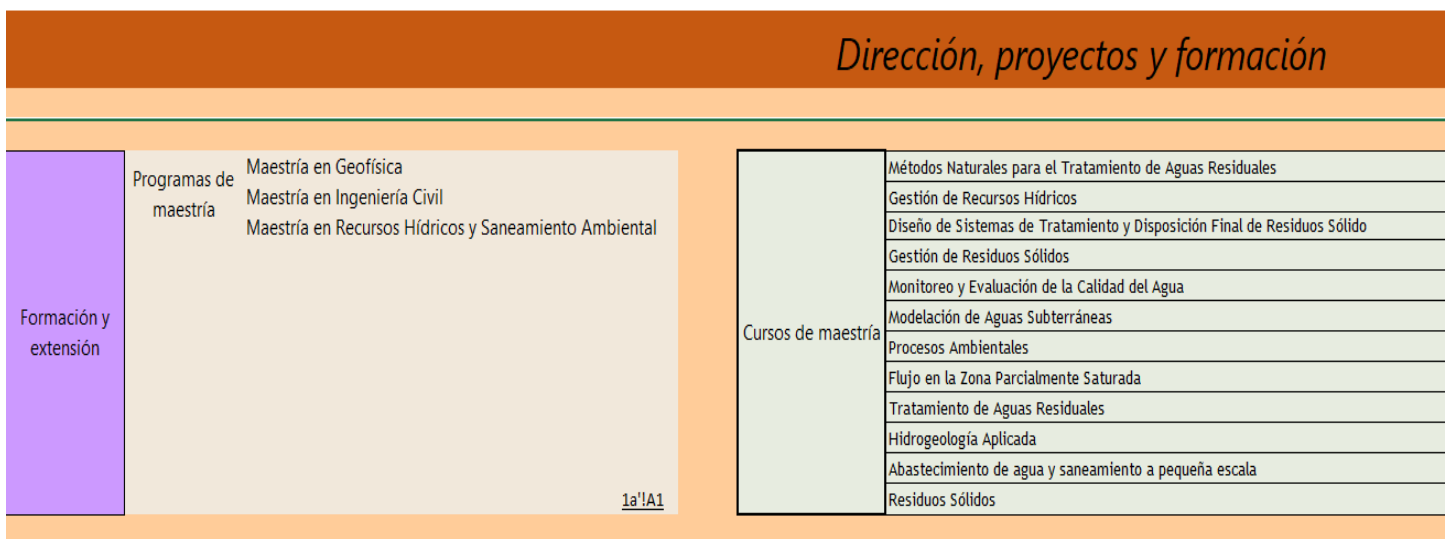 Dirección, proyectos y formación
Formación y
extensión
Programas de
maestría
Maestría en Geofísica
Maestría en Ingeniería Civil
Maestría en Recursos Hídricos y Saneamiento Ambiental
1a'!A1
Cursos de maestría
Métodos Naturales para el Tratamiento de Aguas Residuales
Gestión de Recursos Hídricos
Diseño de Sistemas de Tratamiento y Disposición Final de Residuos Sólido
Gestión de Residuos Sólidos
Monitoreo y Evaluación de la Calidad del Agua
Modelación de Aguas Subterráneas
Procesos Ambientales
Flujo en la Zona Parcialmente Saturada
Tratamiento de Aguas Residuales
Hidrogeología Aplicada
Abastecimiento de agua y saneamiento a pequeña escala
Residuos Sólidos